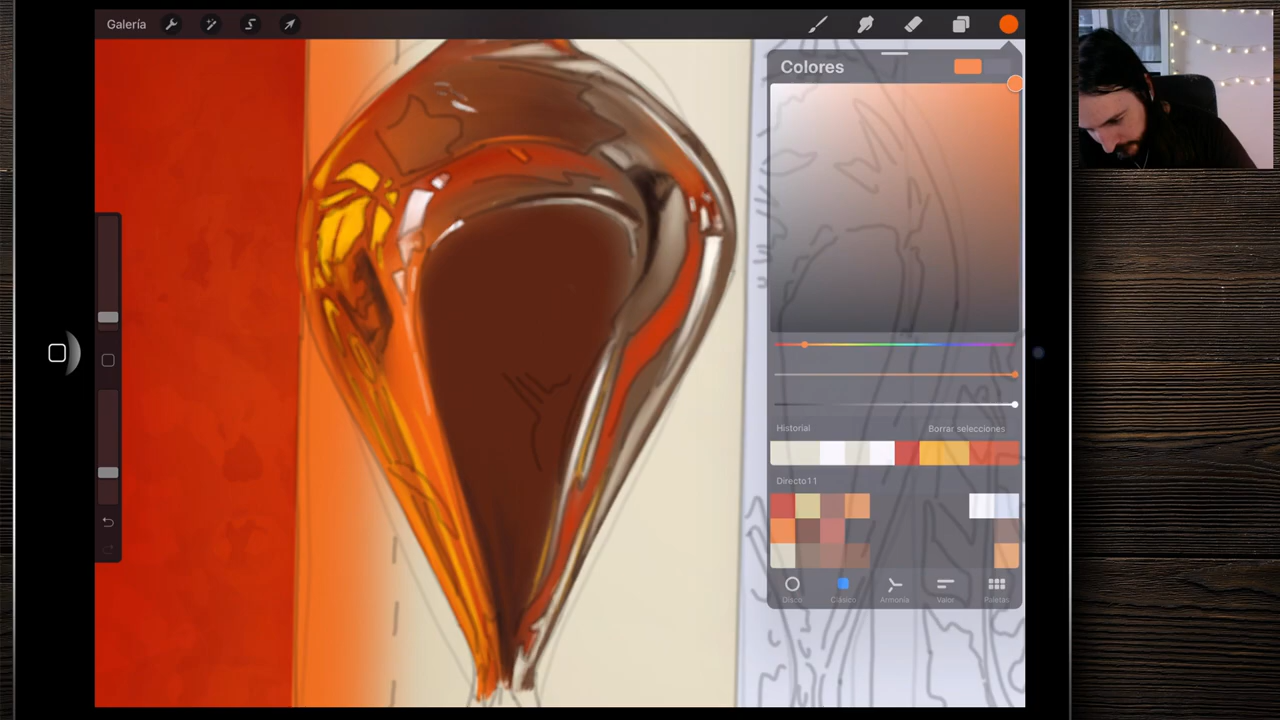 Galería
Colores
Historial
Borrar selecciones
Directo11
Disco
Clásico
Armonía
Valor
Paletas